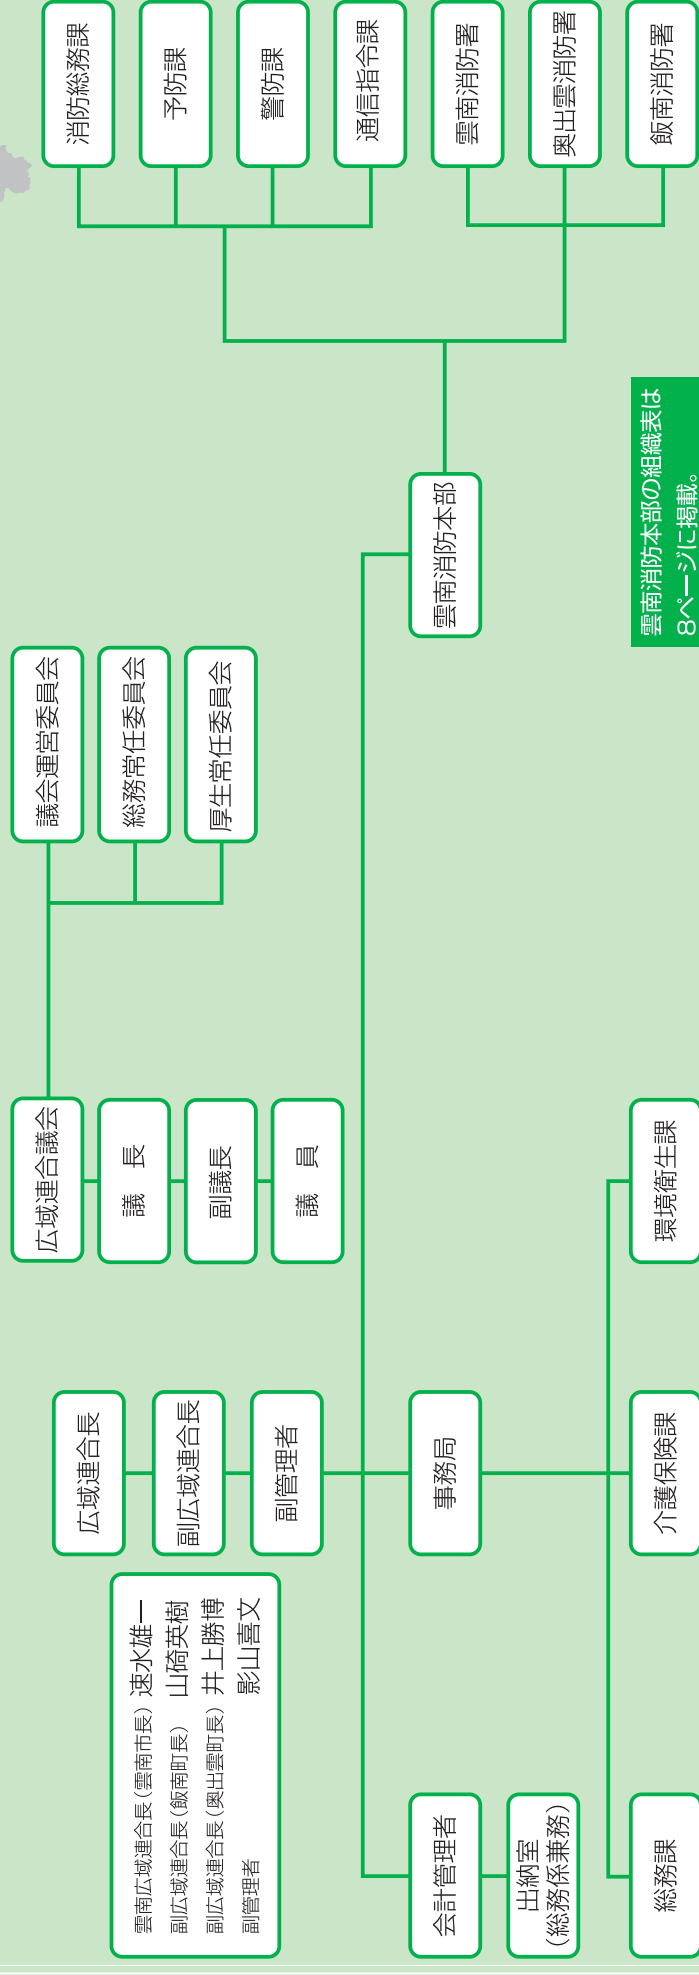 広域連合長
副広域連合長
副管理者
雲南広域連合長（雲南市長）速水雄一
副広域連合長（飯南町長）山碕英樹
副広域連合長（奥出雲町長）井上勝博
副管理者 影山喜文
広域連合議会
議　長
副議長
議　員
議会運営委員会
総務常任委員会
厚生常任委員会
会計管理者
出納室
（総務係兼務）
事務局
総務課
介護保険課
環境衛生課
雲南消防本部
消防総務課
予防課
警防課
通信指令課
雲南消防署
奥出雲消防署
飯南消防署
雲南消防本部の組織表は
8ページに掲載。